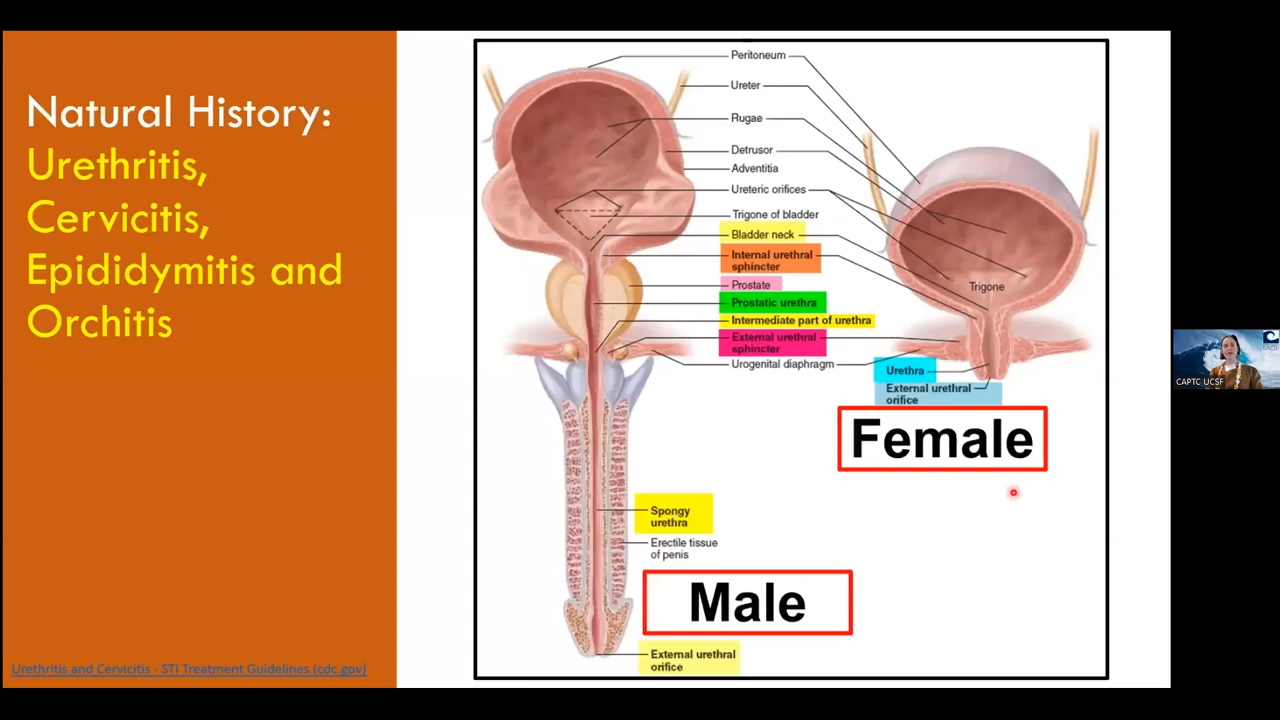 Natural History:
Urethritis,
Cervicitis,
Epididymitis and
Orchitis
Urethritis and Cervicitis - STI Treatment Guidelines (cdc.gov)
Peritoneum
Ureter
Rugae
Detrusor
Adventitia
Ureteric orifices
Trigone of bladder
Bladder neck
Internal urethral
sphincter
Prostate
Prostatic urethra
Intermediate part of urethra
External urethral
sphincter
Urogenital diaphragm
Trigone
Urethra
External urethral
orifice
Female
Spongy
urethra
Erectile tissue
of penis
Male
External urethral
orifice
CAPTC UCSF